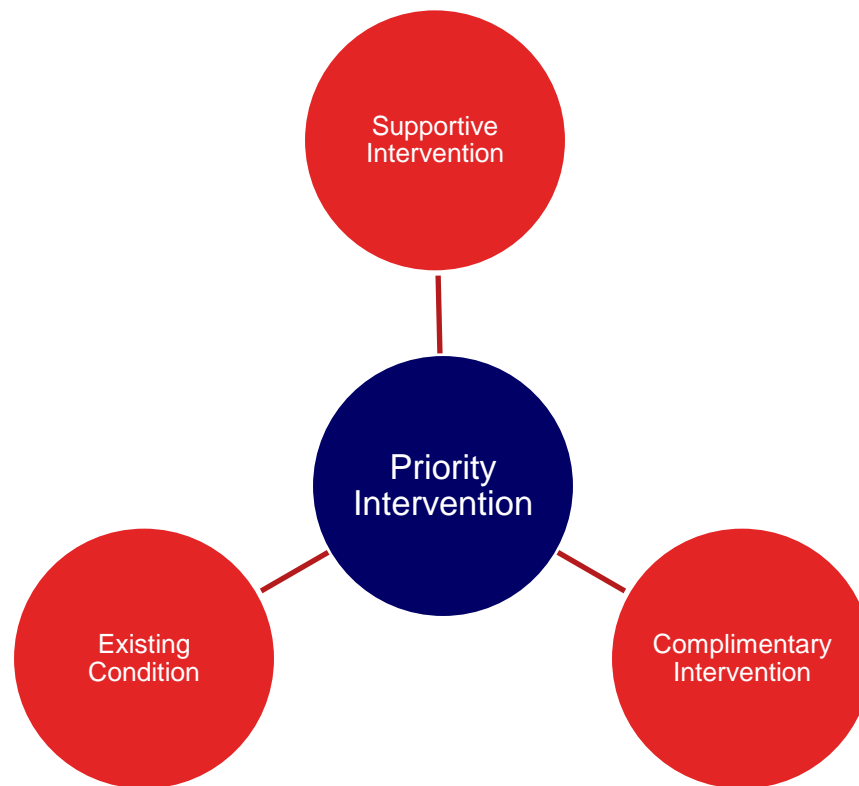 Supportive
Intervention
Priority
Intervention
Existing
Condition
Complimentary
Intervention